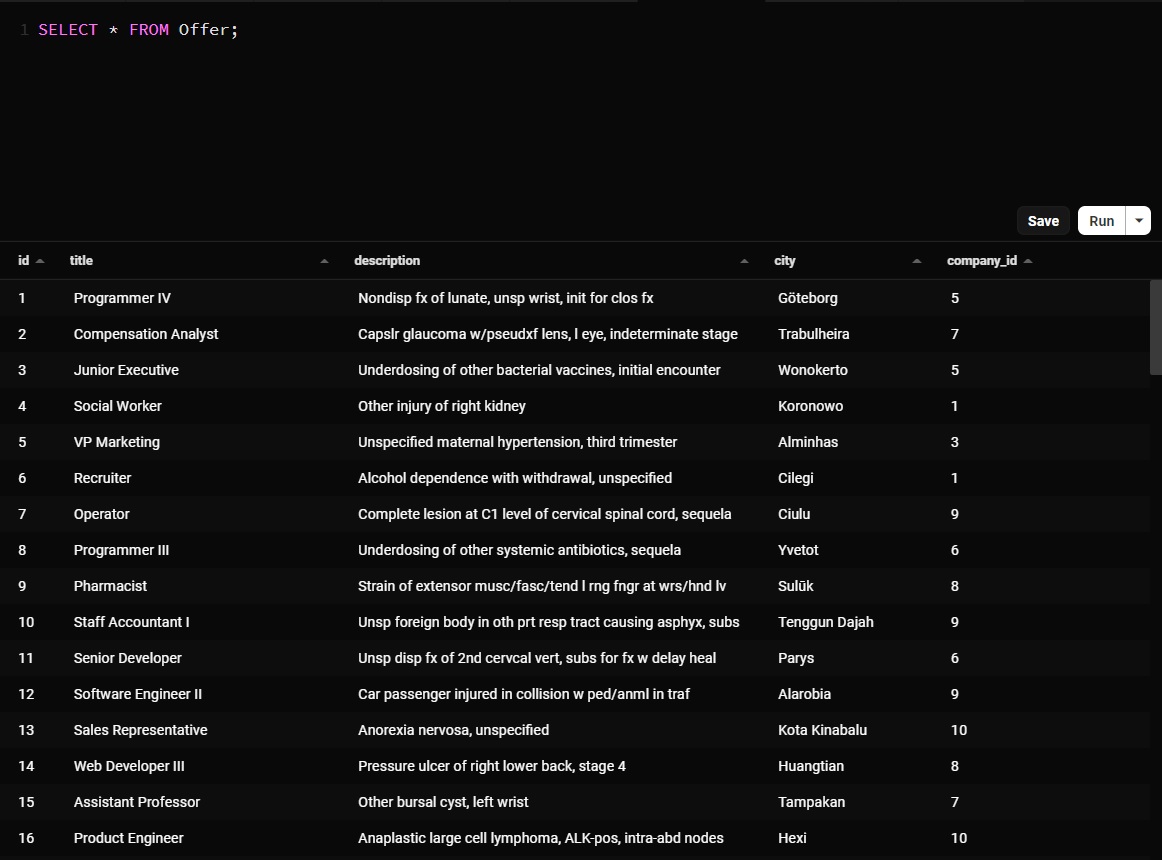 1 SELECT * FROM Offer;
Save Run
id title description city company_id
1 Programmer IV Nondisp fx of lunate, unsp wrist, init for clos fx Göteborg 5
2 Compensation Analyst Capslr glaucoma w/pseudxf lens, l eye, indeterminate stage Trabulheira 7
3 Junior Executive Underdosing of other bacterial vaccines, initial encounter Wonokerto 5
4 Social Worker Other injury of right kidney Koronowo 1
5 VP Marketing Unspecified maternal hypertension, third trimester Alminhas 3
6 Recruiter Alcohol dependence with withdrawal, unspecified Cilegi 1
7 Operator Complete lesion at C1 level of cervical spinal cord, sequela Ciulu 9
8 Programmer III Underdosing of other systemic antibiotics, sequela Yvetot 6
9 Pharmacist Strain of extensor musc/fasc/tend l rng fngr at wrs/hnd lv Sulūk 8
10 Staff Accountant I Unsp foreign body in oth prt resp tract causing asphyx, subs Tenggun Dajah 9
11 Senior Developer Unsp disp fx of 2nd cervcal vert, subs for fx w delay heal Parys 6
12 Software Engineer II Car passenger injured in collision w ped/anml in traf Alarobia 9
13 Sales Representative Anorexia nervosa, unspecified Kota Kinabalu 10
14 Web Developer III Pressure ulcer of right lower back, stage 4 Huangtian 8
15 Assistant Professor Other bursal cyst, left wrist Tampakan 7
16 Product Engineer Anaplastic large cell lymphoma, ALK-pos, intra-abd nodes Hexi 10